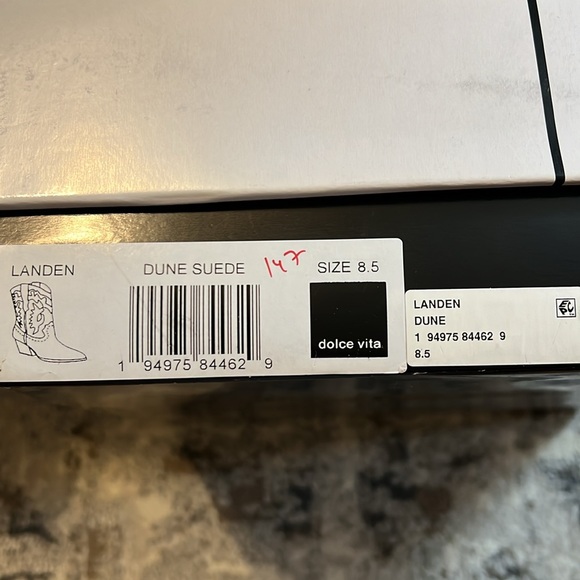 LANDEN
DUNE SUEDE
147
SIZE 8.5
1 94975 84462 9
dolce vita
LANDEN
DUNE
1 94975 84462 9
8.5